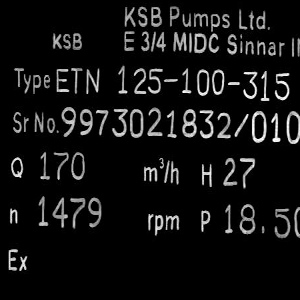 KSB Pumps Ltd.
KSB E 3/4 MIDC Sinnar
Type ETN 125-100-315
Sr No. 9973021832/010
Q 170 m³/h H 27
n 1479 rpm P 18.50
Ex